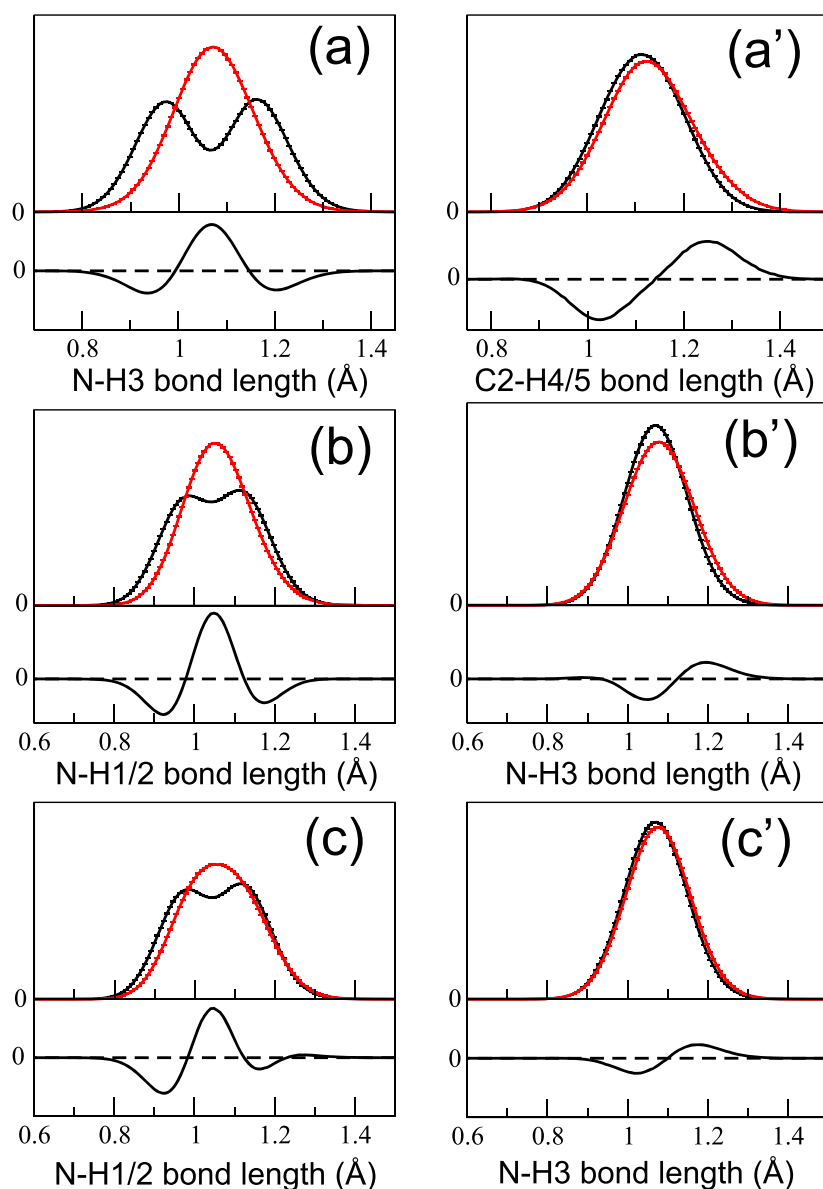 (a)
0
0
0.8 1 1.2 1.4
N-H3 bond length (Å)
(a’)
0
0
0.8 1 1.2 1.4
C2-H4/5 bond length (Å)
(b)
0
0
0.6 0.8 1 1.2 1.4
N-H1/2 bond length (Å)
(b’)
0
0
0.6 0.8 1 1.2 1.4
N-H3 bond length (Å)
(c)
0
0
0.6 0.8 1 1.2 1.4
N-H1/2 bond length (Å)
(c’)
0
0
0.6 0.8 1 1.2 1.4
N-H3 bond length (Å)